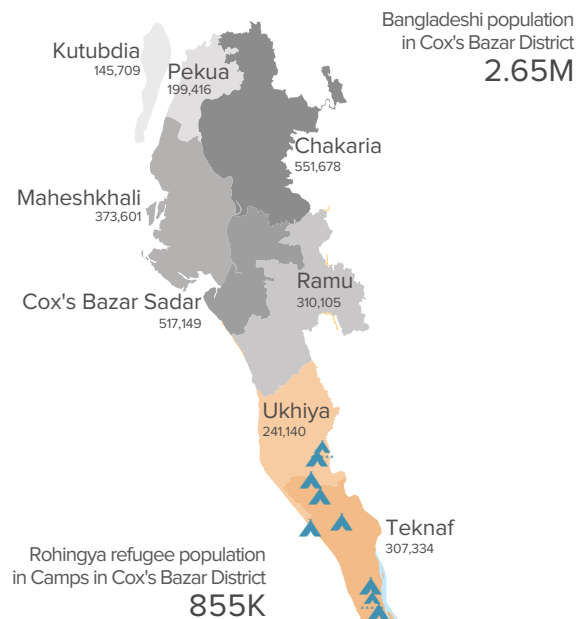 Bangladeshi population
in Cox's Bazar District
2.65M
Kutubdia
145,709
Pekua
199,416
Chakaria
551,678
Maheshkhali
373,601
Ramu
310,105
Cox's Bazar Sadar
517,149
Ukhiya
241,140
Teknaf
307,334
Rohingya refugee population
in Camps in Cox's Bazar District
855K